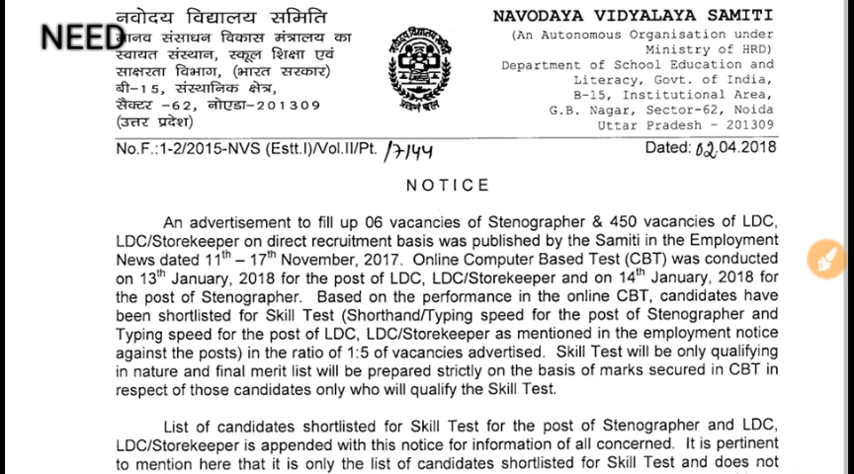 NEED
नवोदय विद्यालय समिति
मानव संसाधन विकास मंत्रालय का
स्वायत संस्थान, स्कूल शिक्षा एवं
साक्षरता विभाग, (भारत सरकार)
बी-15, संस्थानिक क्षेत्र,
सैक्टर -62, नोएडा-201309
(उत्तर प्रदेश)
NAVODAYA VIDYALAYA SAMITI
(An Autonomous Organisation under
Ministry of HRD)
Department of School Education and
Literacy, Govt. of India,
B-15, Institutional Area,
G.B. Nagar, Sector-62, Noida
Uttar Pradesh - 201309
No.F.:1-2/2015-NVS (Estt.I)/Vol.II/Pt. /7144
Dated: 02.04.2018
NOTICE
An advertisement to fill up 06 vacancies of Stenographer & 450 vacancies of LDC,
LDC/Storekeeper on direct recruitment basis was published by the Samiti in the Employment
News dated 11th – 17th November, 2017. Online Computer Based Test (CBT) was conducted
on 13th January, 2018 for the post of LDC, LDC/Storekeeper and on 14th January, 2018 for
the post of Stenographer. Based on the performance in the online CBT, candidates have
been shortlisted for Skill Test (Shorthand/Typing speed for the post of Stenographer and
Typing speed for the post of LDC, LDC/Storekeeper as mentioned in the employment notice
against the posts) in the ratio of 1:5 of vacancies advertised. Skill Test will be only qualifying
in nature and final merit list will be prepared strictly on the basis of marks secured in CBT in
respect of those candidates only who will qualify the Skill Test.
List of candidates shortlisted for Skill Test for the post of Stenographer and LDC,
LDC/Storekeeper is appended with this notice for information of all concerned. It is pertinent
to mention here that it is only the list of candidates shortlisted for Skill Test and does not